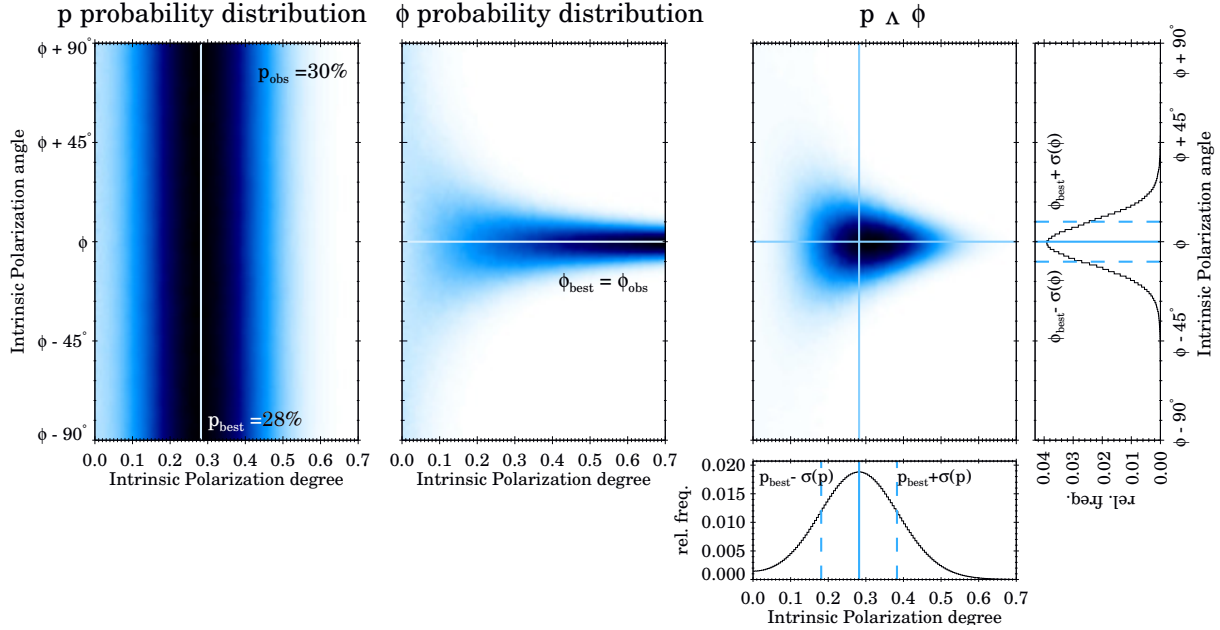 p probability distribution
ϕ probability distribution
p ∧ ϕ
Intrinsic Polarization angle
ϕ + 90°
ϕ + 45°
ϕ
ϕ - 45°
ϕ - 90°
p_obs =30%
p_best =28%
0.0 0.1 0.2 0.3 0.4 0.5 0.6 0.7
Intrinsic Polarization degree
ϕ_best = ϕ_obs
0.0 0.1 0.2 0.3 0.4 0.5 0.6 0.7
Intrinsic Polarization degree
ϕ_best + σ(ϕ)
ϕ_best - σ(ϕ)
ϕ + 90°
ϕ + 45°
ϕ
ϕ - 45°
ϕ - 90°
Intrinsic Polarization angle
0.04 0.03 0.02 0.01 0.00
rel. freq.
rel. freq.
0.020
0.015
0.010
0.005
0.000
p_best - σ(p)
p_best+σ(p)
0.0 0.1 0.2 0.3 0.4 0.5 0.6 0.7
Intrinsic Polarization degree